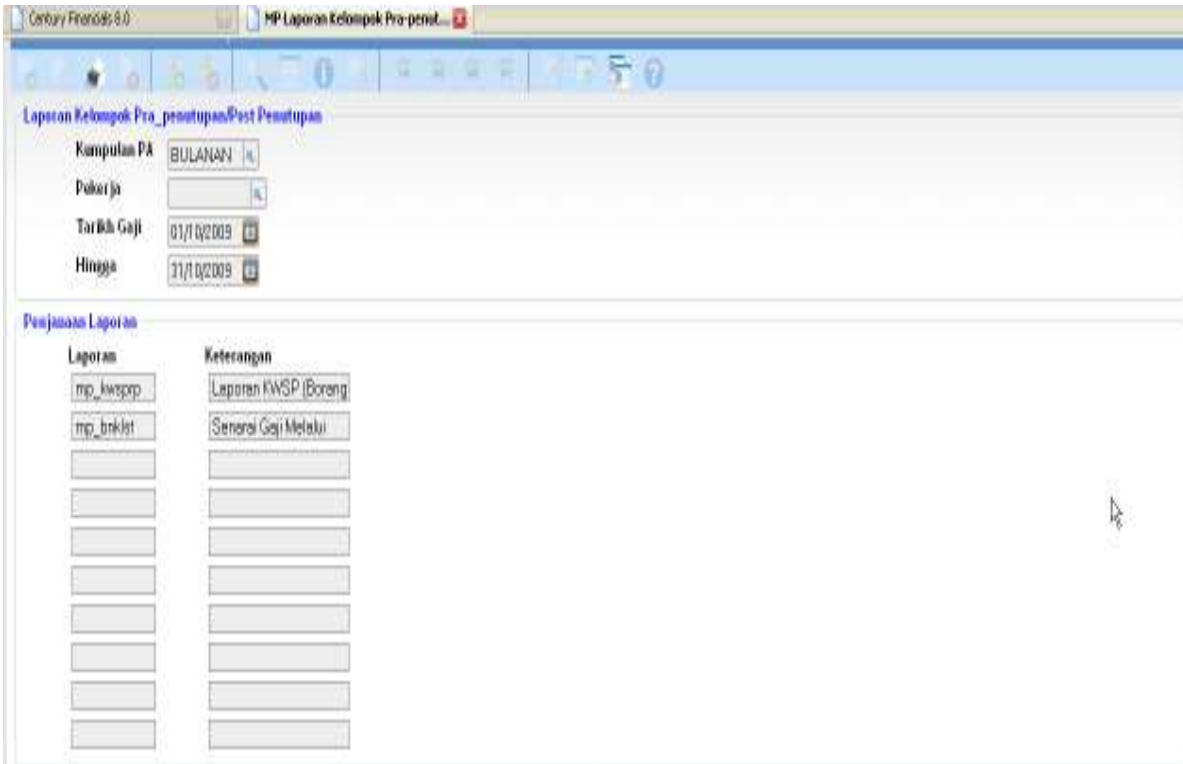 Century Financials 8.0
MP Laporan Kelompok Pra-penut...
Laporan Kelompok Pra_penutupan/Post Penutupan
Kumpulan PA BULANAN
Pekerja
Tarikh Gaji 01/10/2009
Hingga 31/10/2009
Penjanaan Laporan
Laporan Keterangan
mp_kwsprp Laporan KWSP (Borang
mp_bnklst Senarai Gaji Melalui